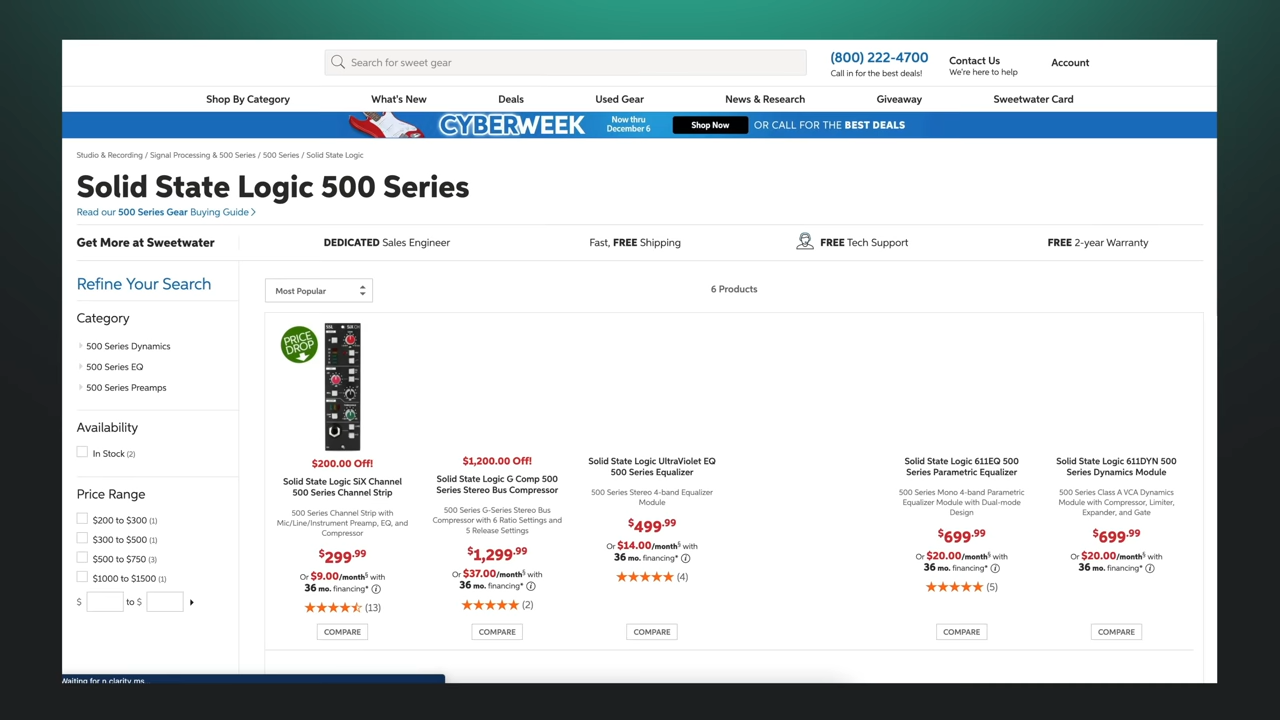 Search for sweet gear
(800) 222-4700
Call in for the best deals!
Contact Us
We're here to help
Account
Shop By Category
What's New
Deals
Used Gear
News & Research
Giveaway
Sweetwater Card
CYBERWEEK
Now thru
December 6
Shop Now
OR CALL FOR THE BEST DEALS
Studio & Recording / Signal Processing & 500 Series / 500 Series / Solid State Logic
Solid State Logic 500 Series
Read our 500 Series Gear Buying Guide >
Get More at Sweetwater
DEDICATED Sales Engineer
Fast, FREE Shipping
FREE Tech Support
FREE 2-year Warranty
Refine Your Search
Category
500 Series Dynamics
500 Series EQ
500 Series Preamps
Availability
In Stock (2)
Price Range
$200 to $300 (1)
$300 to $500 (1)
$500 to $750 (3)
$1000 to $1500 (1)
$ to $
Most Popular
6 Products
PRICE
DROP
$200.00 Off!
Solid State Logic SiX Channel
500 Series Channel Strip
500 Series Channel Strip with
Mic/Line/Instrument Preamp, EQ, and
Compressor
$299.99
Or $9.00/month§ with
36 mo. financing*
(13)
COMPARE
$1,200.00 Off!
Solid State Logic G Comp 500
Series Stereo Bus Compressor
500 Series G-Series Stereo Bus
Compressor with 6 Ratio Settings and
5 Release Settings
$1,299.99
Or $37.00/month§ with
36 mo. financing*
(2)
COMPARE
Solid State Logic UltraViolet EQ
500 Series Equalizer
500 Series Stereo 4-band Equalizer
Module
$499.99
Or $14.00/month§ with
36 mo. financing*
(4)
COMPARE
Solid State Logic 611EQ 500
Series Parametric Equalizer
500 Series Mono 4-band Parametric
Equalizer Module with Dual-mode
Design
$699.99
Or $20.00/month§ with
36 mo. financing*
(5)
COMPARE
Solid State Logic 611DYN 500
Series Dynamics Module
500 Series Class A VCA Dynamics
Module with Compressor, Limiter,
Expander, and Gate
$699.99
Or $20.00/month§ with
36 mo. financing*
COMPARE
Waiting for n.clarity.ms...